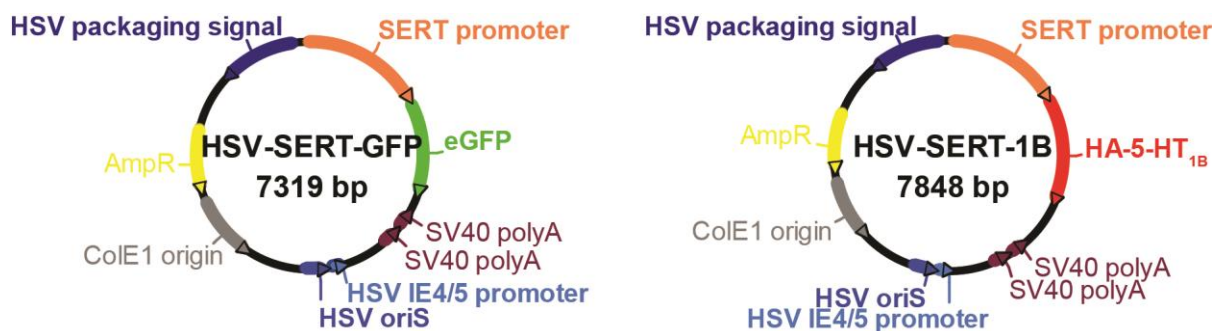 HSV packaging signal
SERT promoter
AmpR
HSV-SERT-GFP
7319 bp
eGFP
ColE1 origin
SV40 polyA
SV40 polyA
HSV IE4/5 promoter
HSV oriS
HSV packaging signal
SERT promoter
AmpR
HSV-SERT-1B
7848 bp
HA-5-HT1B
ColE1 origin
SV40 polyA
SV40 polyA
HSV oriS
HSV IE4/5 promoter